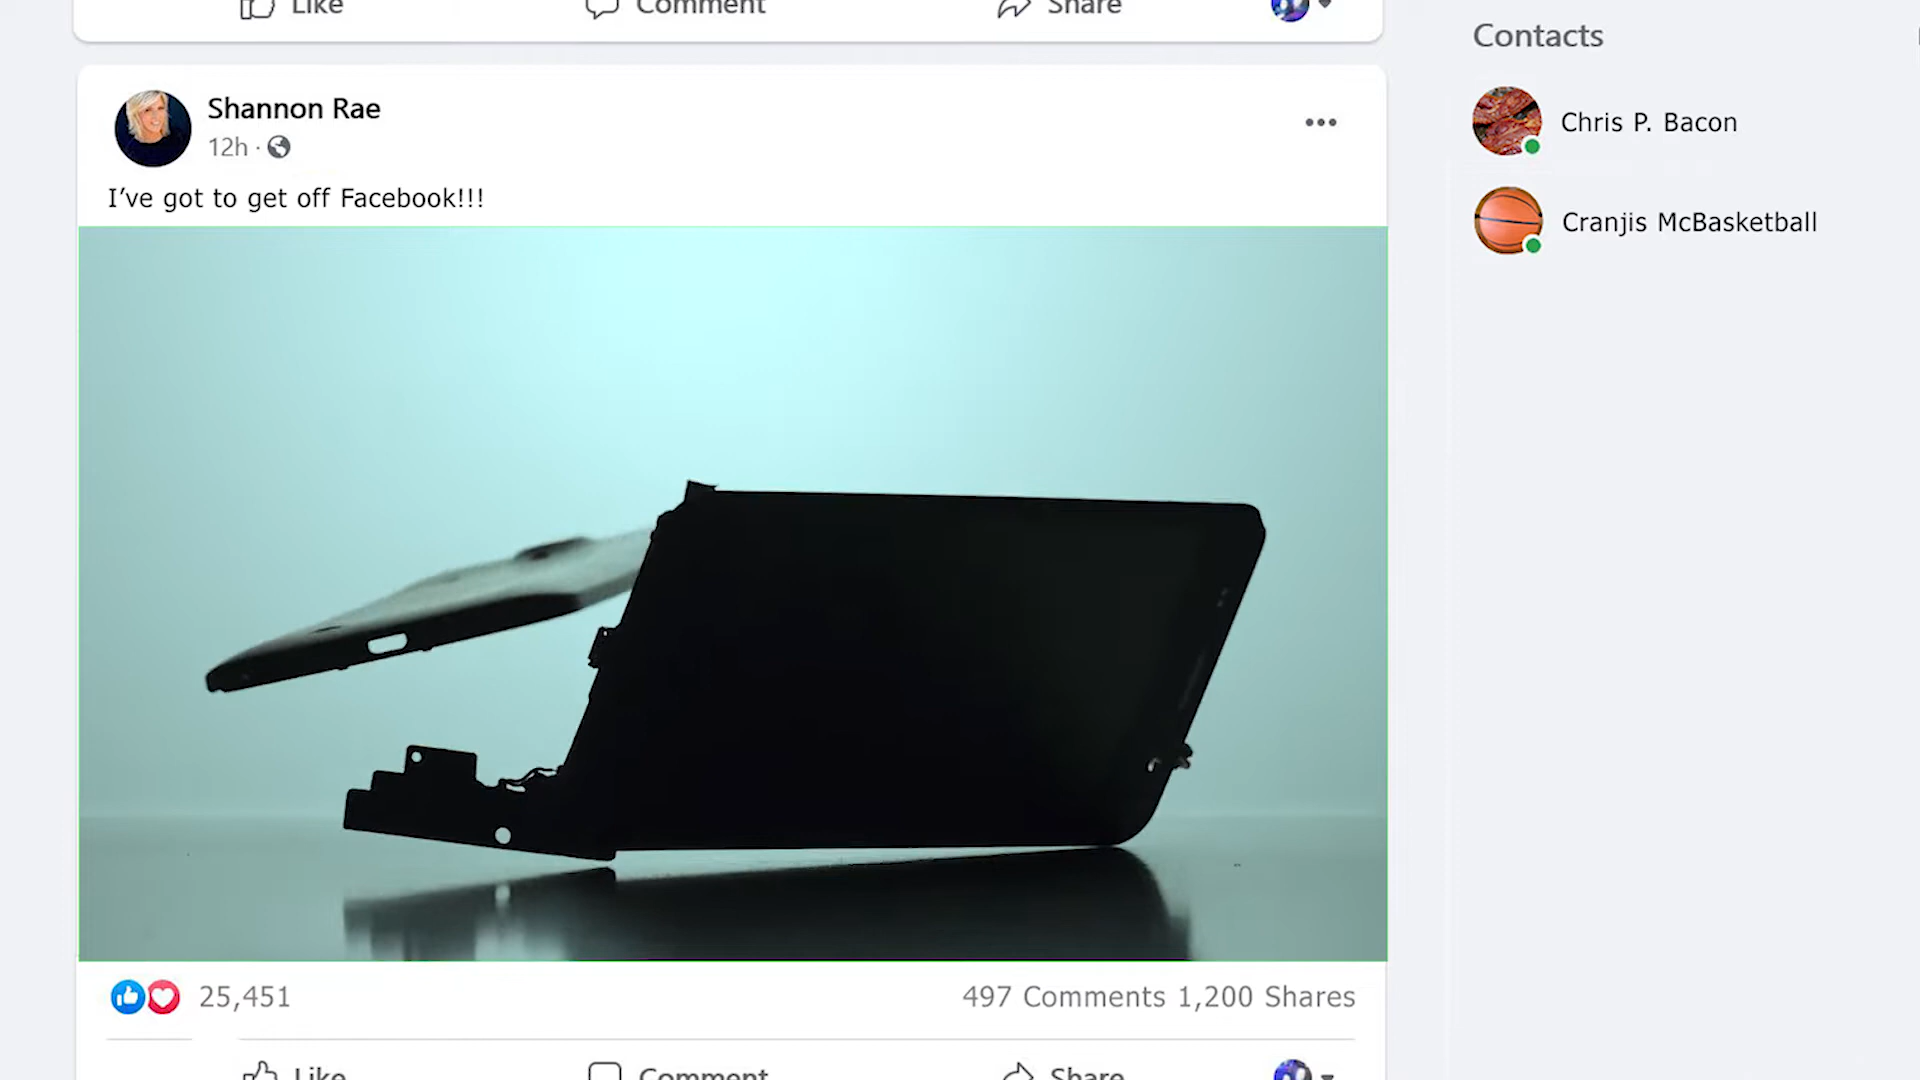 Like Comment Share
Contacts
Shannon Rae
12h ·
Chris P. Bacon
I’ve got to get off Facebook!!!
Cranjis McBasketball
25,451
497 Comments 1,200 Shares
Like Comment Share